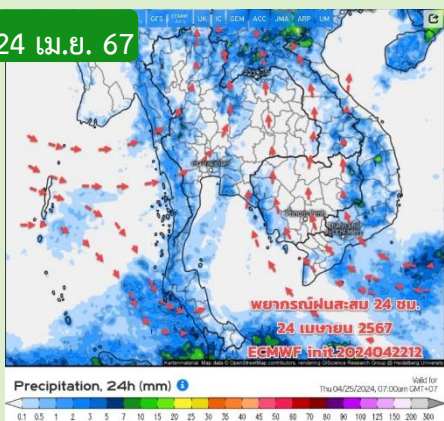 24 เม.ย. 67
GFS ECMWF UK IC GEM ACC JMA ARP UM
พยากรณ์ฝนสะสม 24 ชม.
24 เมษายน 2567
ECMWF init.2024042212
Precipitation, 24h (mm)
Valid for
Thu 04/25/2024, 07:00am GMT+07
0.1 0.5 1 2 3 5 7 10 15 20 25 30 35 40 45 50 60 70 80 90 100 125 150 200 300